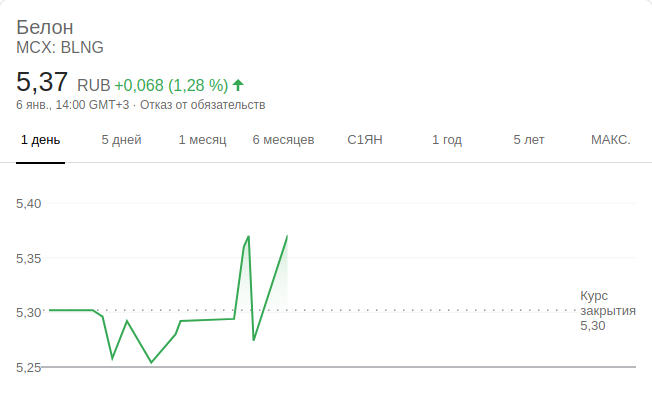 Белон
MCX: BLNG
5,37 RUB +0,068 (1,28 %)
6 янв., 14:00 GMT+3 · Отказ от обязательств
1 день 5 дней 1 месяц 6 месяцев С1ЯН 1 год 5 лет МАКС.
5,40
5,35
5,30
5,25
Курс
закрытия
5,30